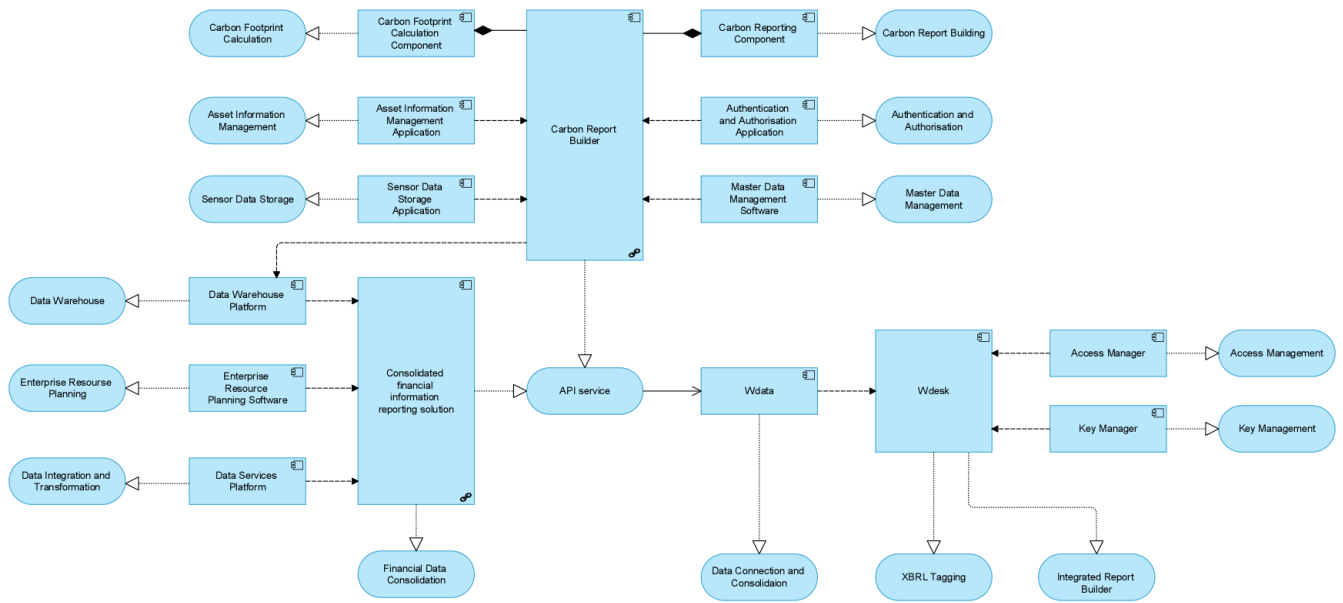 Carbon Footprint
Calculation
Carbon Footprint
Calculation
Component
Carbon Report
Builder
Carbon Reporting
Component
Carbon Report Building
Asset Information
Management
Asset Information
Management
Application
Authentication
and Authorisation
Application
Authentication and
Authorisation
Sensor Data Storage
Sensor Data
Storage
Application
Master Data
Management
Software
Master Data
Management
Data Warehouse
Data Warehouse
Platform
Enterprise Resourse
Planning
Enterprise
Resource
Planning Software
Consolidated
financial
information
reporting solution
API service
Wdata
Wdesk
Access Manager
Access Management
Key Manager
Key Management
Data Integration and
Transformation
Data Services
Platform
Financial Data
Consolidation
Data Connection and
Consolidaion
XBRL Tagging
Integrated Report
Builder